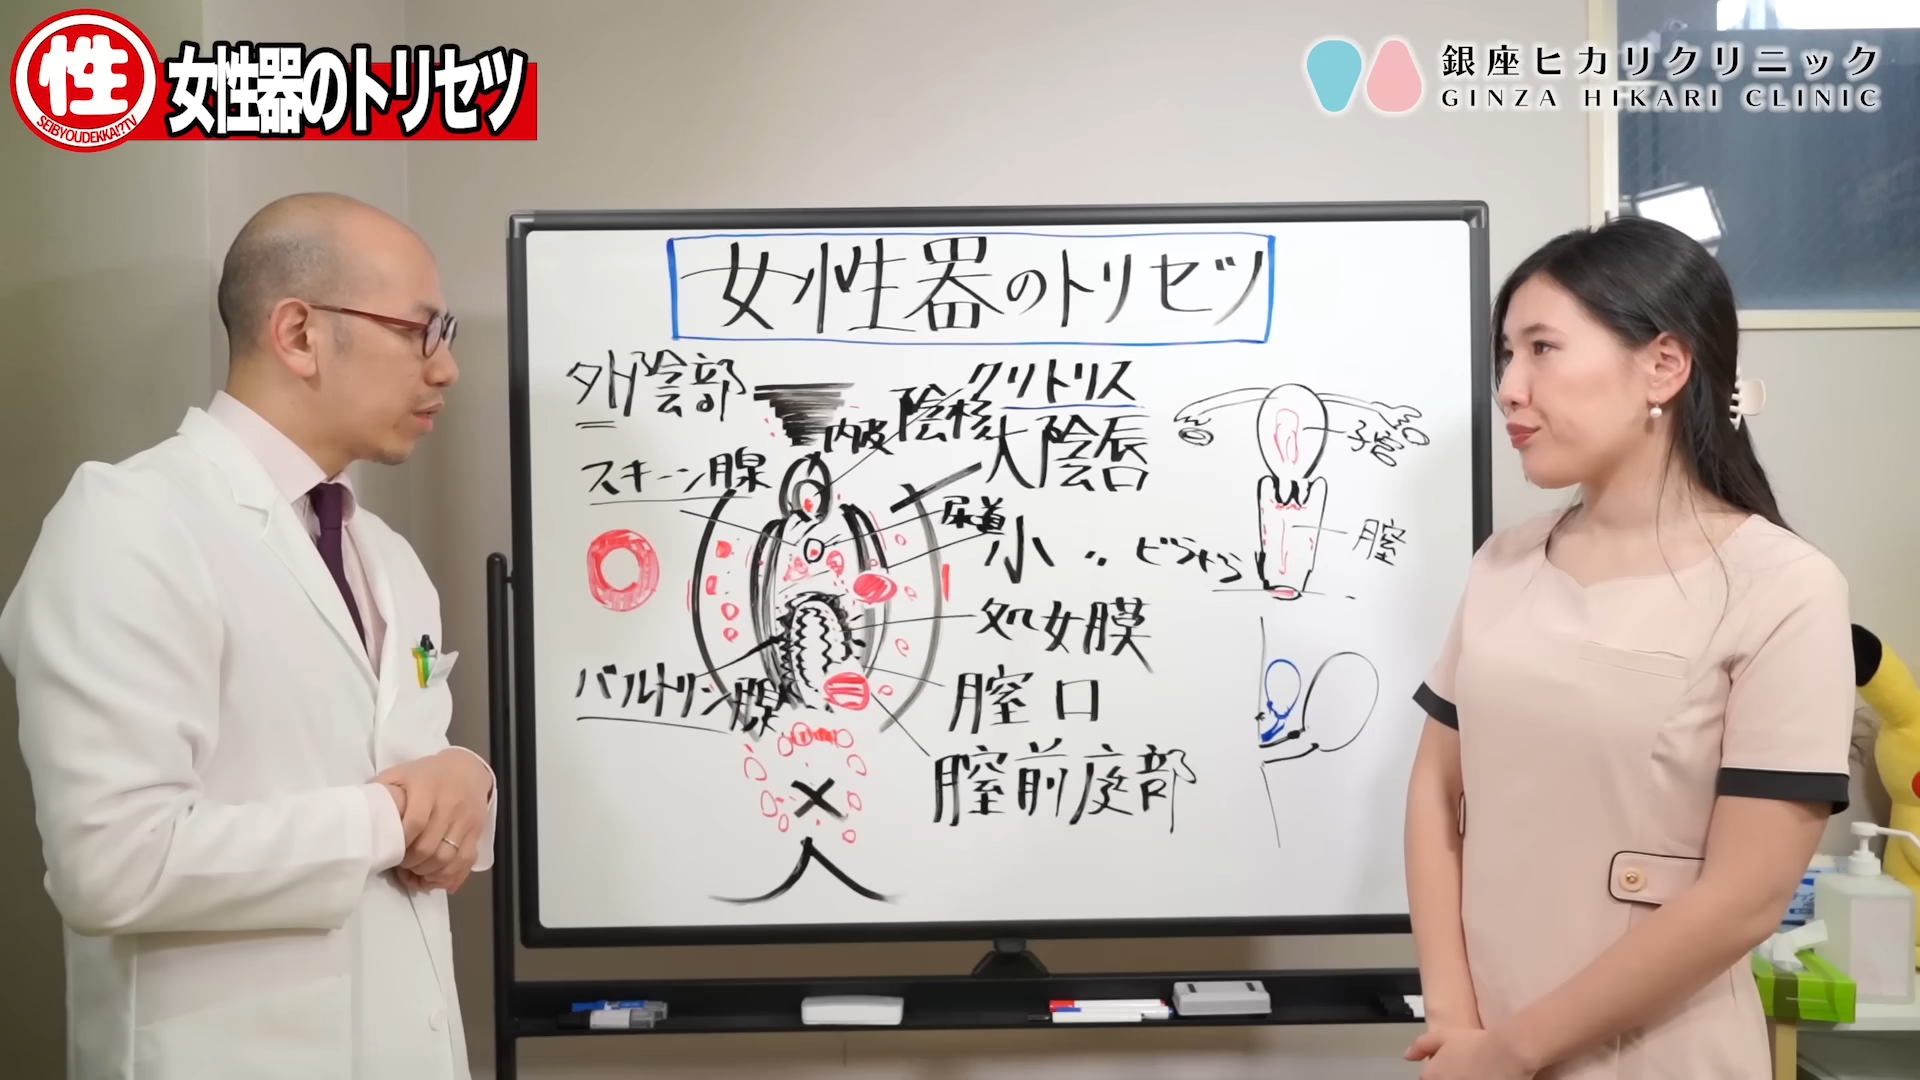 性
SEIBYOUDEKKA!?TV
女性器のトリセツ
銀座ヒカリクリニック
GINZA HIKARI CLINIC
女性器のトリセツ
外陰部
クリトリス
陰核
内皮
大陰唇
スキーン腺
尿道
小〃
ビラビラ
処女膜
バルトリン腺
膣口
膣前庭部
子宮
膣